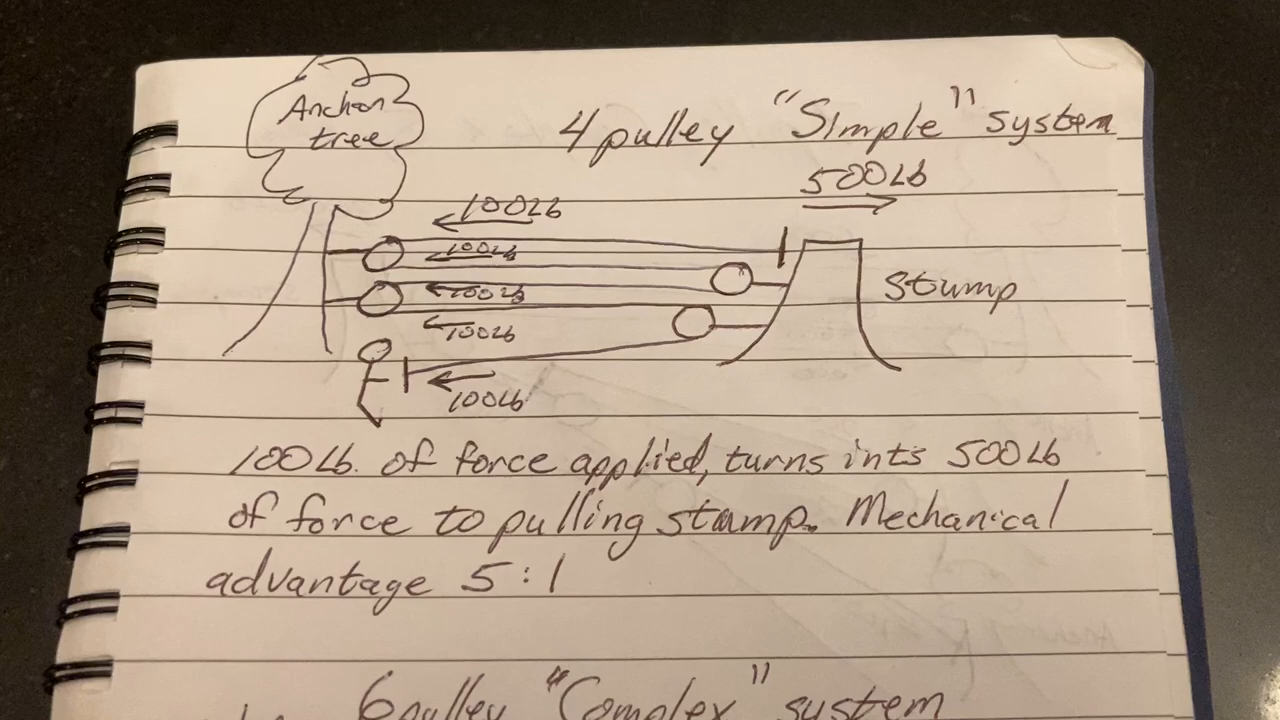 Anchor
tree
4 pulley "Simple" system
500Lb
100Lb
100Lb
100Lb
100Lb
100Lb
Stump
100Lb. of force applied, turns ints 500Lb
of force to pulling stump. Mechanical
advantage 5:1
6 pulley "Complex" system